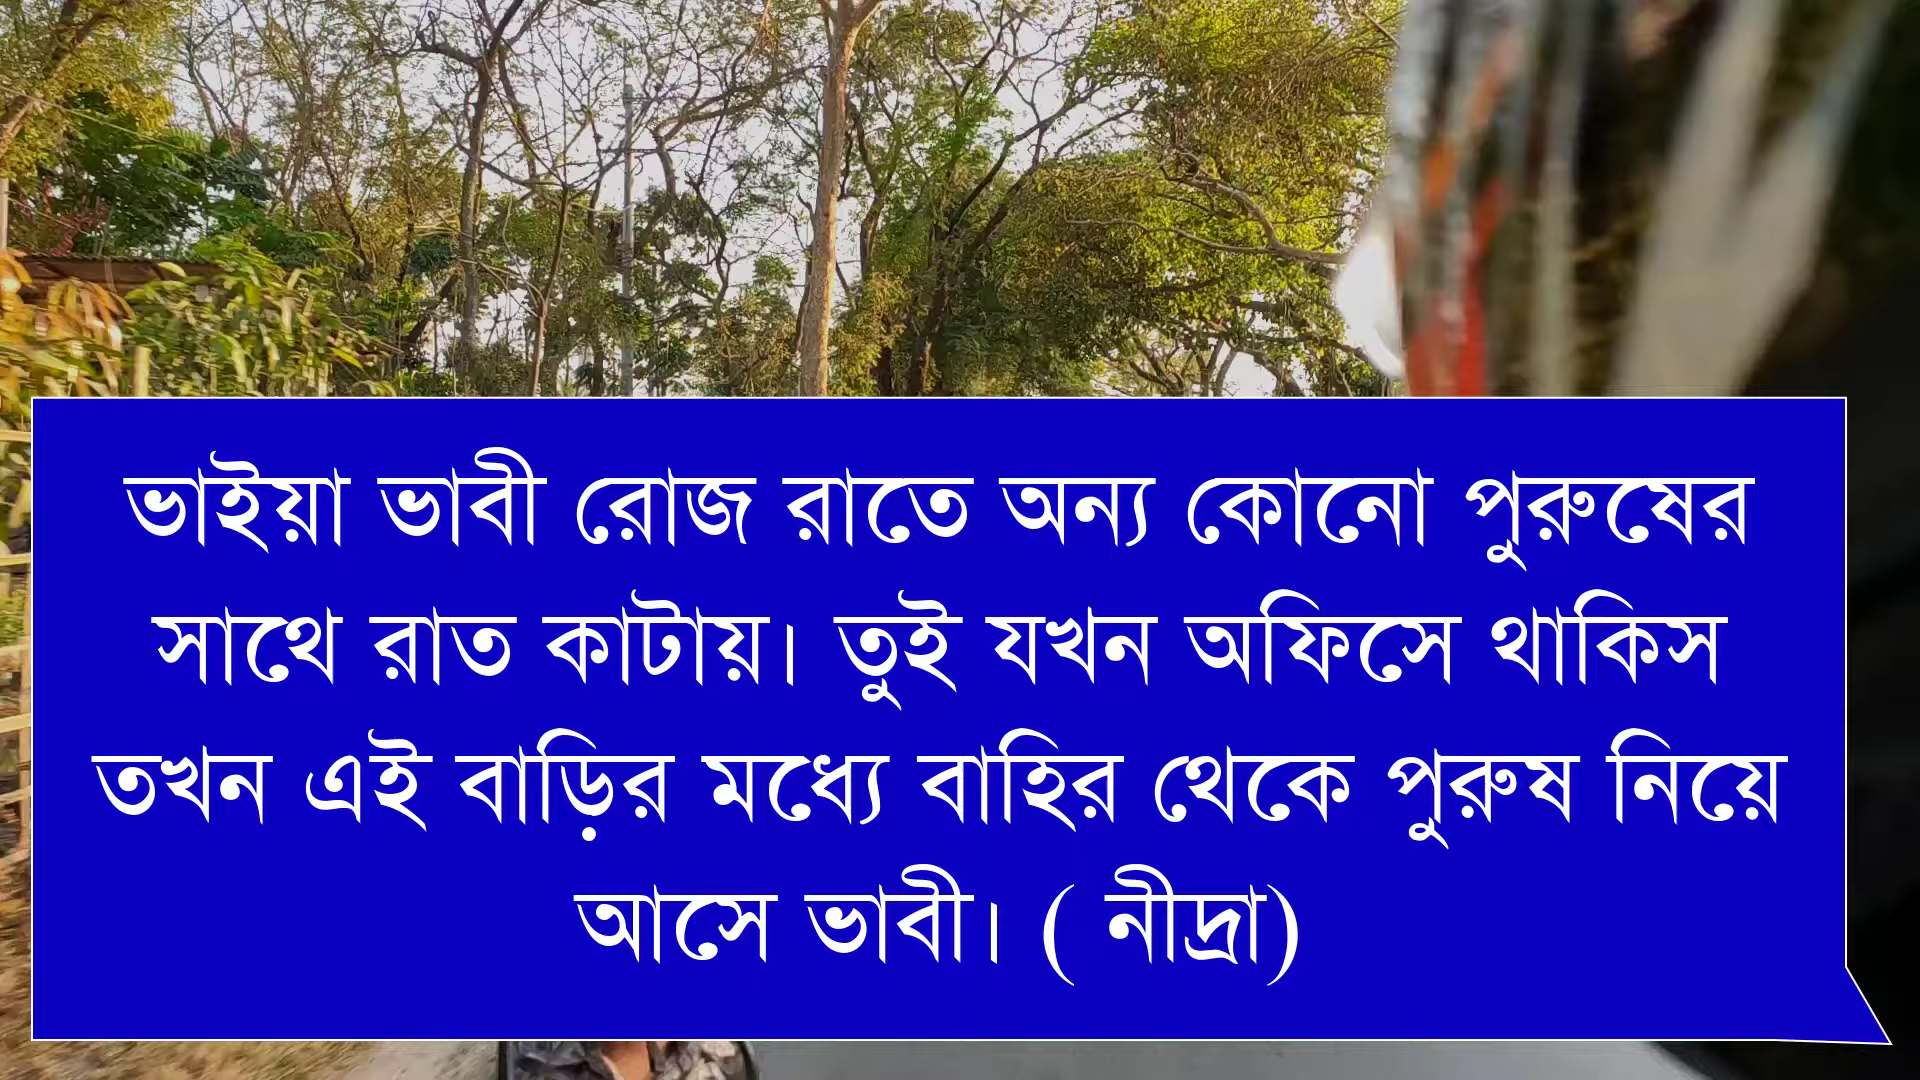 ভাইয়া ভাবী রোজ রাতে অন্য কোনো পুরুষের
সাথে রাত কাটায়। তুই যখন অফিসে থাকিস
তখন এই বাড়ির মধ্যে বাহির থেকে পুরুষ নিয়ে
আসে ভাবী। ( নীদ্রা)